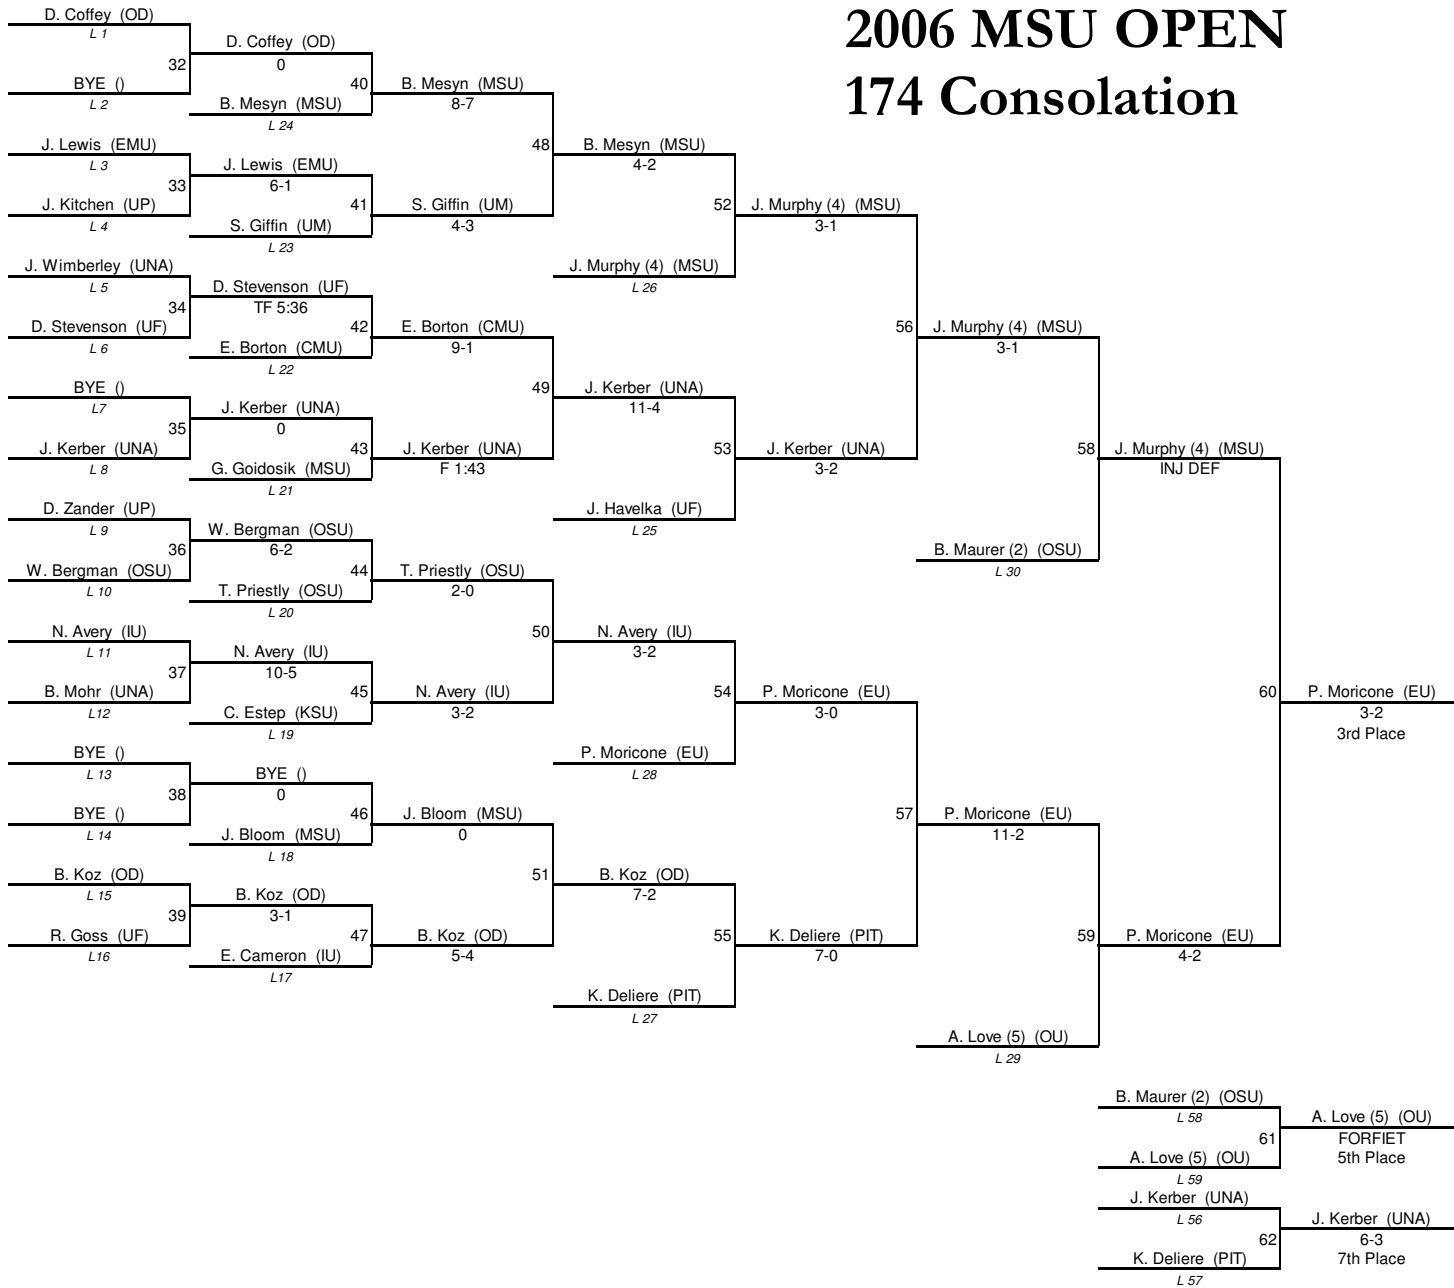 2006 MSU OPEN
174 Consolation
D. Coffey (OD)
L 1
32
BYE ()
L 2
J. Lewis (EMU)
L 3
33
J. Kitchen (UP)
L 4
J. Wimberley (UNA)
L 5
34
D. Stevenson (UF)
L 6
BYE ()
L7
35
J. Kerber (UNA)
L 8
D. Zander (UP)
L 9
36
W. Bergman (OSU)
L 10
N. Avery (IU)
L 11
37
B. Mohr (UNA)
L12
BYE ()
L 13
38
BYE ()
L 14
B. Koz (OD)
L 15
39
R. Goss (UF)
L16
D. Coffey (OD)
0
40
B. Mesyn (MSU)
L 24
J. Lewis (EMU)
6-1
41
S. Giffin (UM)
L 23
D. Stevenson (UF)
TF 5:36
42
E. Borton (CMU)
L 22
J. Kerber (UNA)
0
43
G. Goidosik (MSU)
L 21
W. Bergman (OSU)
6-2
44
T. Priestly (OSU)
L 20
N. Avery (IU)
10-5
45
C. Estep (KSU)
L 19
BYE ()
0
46
J. Bloom (MSU)
L 18
B. Koz (OD)
3-1
47
E. Cameron (IU)
L17
B. Mesyn (MSU)
8-7
48
S. Giffin (UM)
4-3
E. Borton (CMU)
9-1
49
J. Kerber (UNA)
F 1:43
T. Priestly (OSU)
2-0
50
N. Avery (IU)
3-2
J. Bloom (MSU)
0
51
B. Koz (OD)
5-4
B. Mesyn (MSU)
4-2
52
J. Murphy (4) (MSU)
L 26
J. Kerber (UNA)
11-4
53
J. Havelka (UF)
L 25
N. Avery (IU)
3-2
54
P. Moricone (EU)
L 28
B. Koz (OD)
7-2
55
K. Deliere (PIT)
L 27
J. Murphy (4) (MSU)
3-1
56
J. Kerber (UNA)
3-2
P. Moricone (EU)
3-0
57
K. Deliere (PIT)
7-0
J. Murphy (4) (MSU)
3-1
58
B. Maurer (2) (OSU)
L 30
P. Moricone (EU)
11-2
59
A. Love (5) (OU)
L 29
J. Murphy (4) (MSU)
INJ DEF
60
P. Moricone (EU)
4-2
P. Moricone (EU)
3-2
3rd Place
B. Maurer (2) (OSU)
L 58
61
A. Love (5) (OU)
L 59
A. Love (5) (OU)
FORFIET
5th Place
J. Kerber (UNA)
L 56
62
K. Deliere (PIT)
L 57
J. Kerber (UNA)
6-3
7th Place